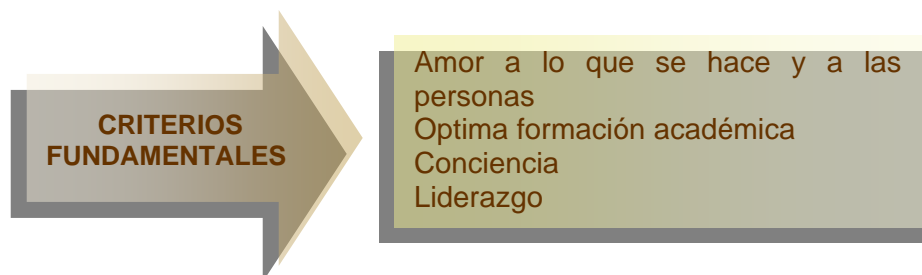 CRITERIOS
FUNDAMENTALES
Amor a lo que se hace y a las
personas
Optima formación académica
Conciencia
Liderazgo